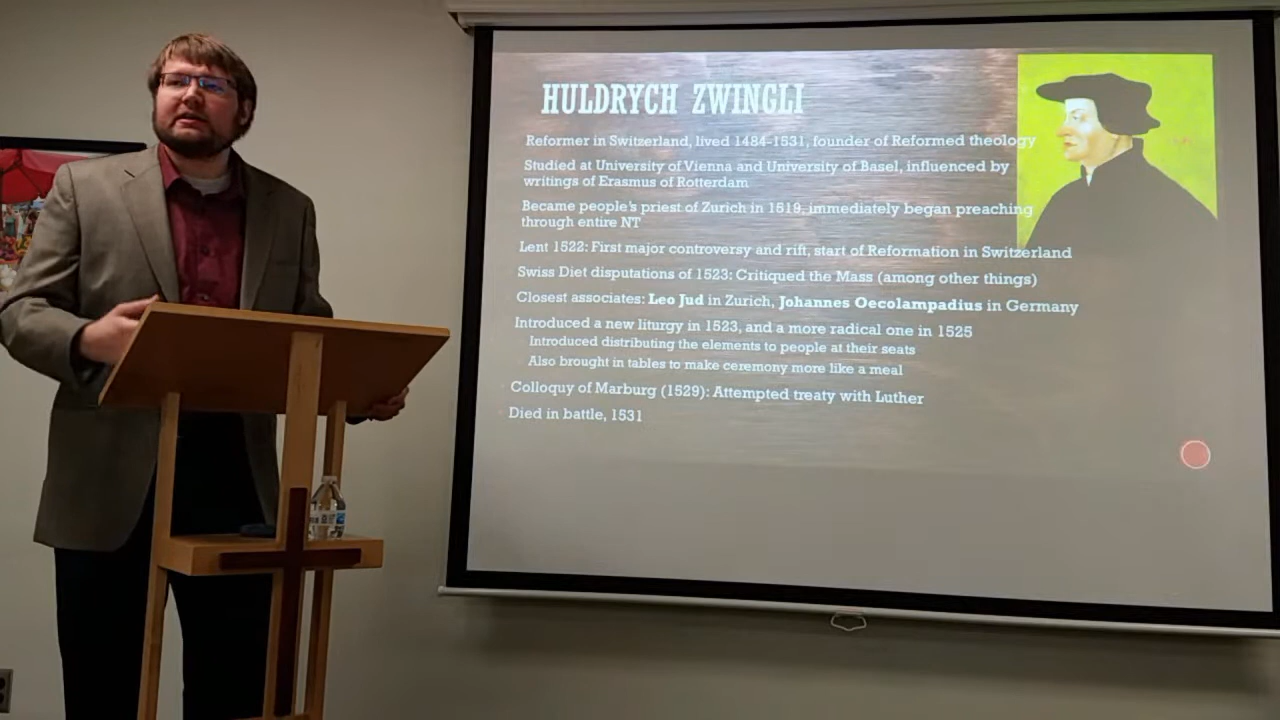 HULDRYCH ZWINGLI
Reformer in Switzerland, lived 1484-1531, founder of Reformed theology
Studied at University of Vienna and University of Basel, influenced by
writings of Erasmus of Rotterdam
Became people's priest of Zurich in 1519, immediately began preaching
through entire NT
Lent 1522: First major controversy and rift, start of Reformation in Switzerland
Swiss Diet disputations of 1523: Critiqued the Mass (among other things)
Closest associates: Leo Jud in Zurich, Johannes Oecolampadius in Germany
Introduced a new liturgy in 1523, and a more radical one in 1525
Introduced distributing the elements to people at their seats
Also brought in tables to make ceremony more like a meal
Colloquy of Marburg (1529): Attempted treaty with Luther
Died in battle, 1531